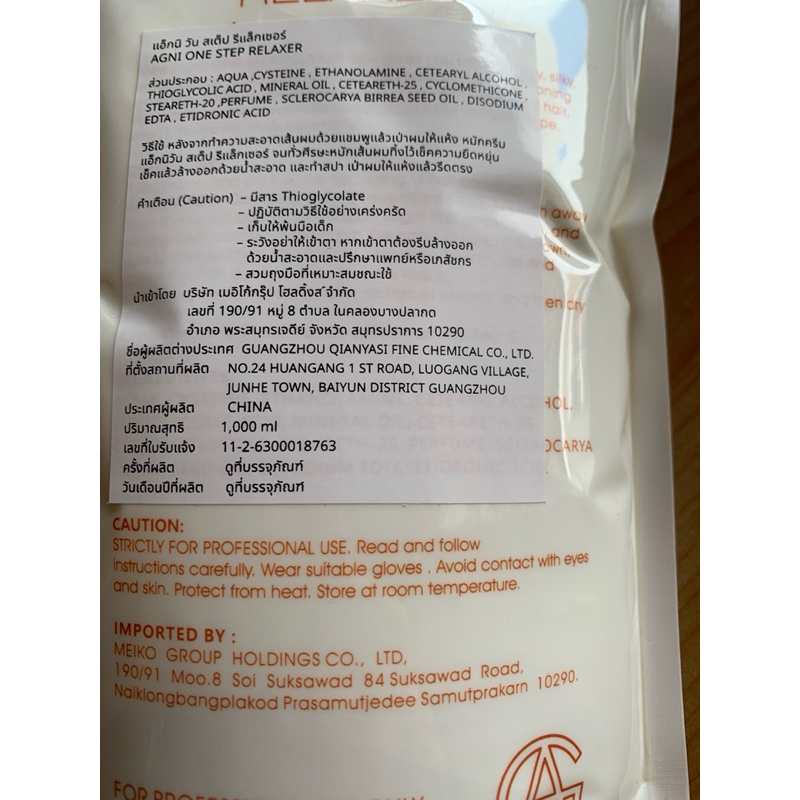 แอ็กนิ วัน สเต็ป รีแล็กเซอร์
AGNI ONE STEP RELAXER
ส่วนประกอบ : AQUA ,CYSTEINE , ETHANOLAMINE , CETEARYL ALCOHOL ,
THIOGLYCOLIC ACID , MINERAL OIL , CETEARETH-25 , CYCLOMETHICONE ,
STEARETH-20 ,PERFUME , SCLEROCARYA BIRREA SEED OIL , DISODIUM
EDTA , ETIDRONIC ACID
วิธีใช้ หลังจากทำความสะอาดเส้นผมด้วยแชมพูแล้วเป่าผมให้แห้ง หมักครีม
แอ็กนิวัน สเต็ป รีแล็กเซอร์ จนทั่วศีรษะหมักเส้นผมทิ้งไว้เช็คความยืดหยุ่น
เช็คแล้วล้างออกด้วยน้ำสะอาด และทำสปา เป่าผมให้แห้งแล้วรีดตรง
คำเตือน (Caution) – มีสาร Thioglycolate
– ปฏิบัติตามวิธีใช้อย่างเคร่งครัด
– เก็บให้พ้นมือเด็ก
– ระวังอย่าให้เข้าตา หากเข้าตาต้องรีบล้างออก
ด้วยน้ำสะอาดและปรึกษาแพทย์หรือเภสัชกร
– สวมถุงมือที่เหมาะสมขณะใช้
นำเข้าโดย บริษัท เมอิโก้กรุ๊ป โฮลดิ้งส์ จำกัด
เลขที่ 190/91 หมู่ 8 ตำบล ในคลองบางปลากด
อำเภอ พระสมุทรเจดีย์ จังหวัด สมุทรปราการ 10290
ชื่อผู้ผลิตต่างประเทศ GUANGZHOU QIANYASI FINE CHEMICAL CO., LTD.
ที่ตั้งสถานที่ผลิต NO.24 HUANGANG 1 ST ROAD, LUOGANG VILLAGE,
JUNHE TOWN, BAIYUN DISTRICT GUANGZHOU
ประเทศผู้ผลิต CHINA
ปริมาณสุทธิ 1,000 ml
เลขที่ใบรับแจ้ง 11-2-6300018763
ครั้งที่ผลิต ดูที่บรรจุภัณฑ์
วันเดือนปีที่ผลิต ดูที่บรรจุภัณฑ์
CAUTION:
STRICTLY FOR PROFESSIONAL USE. Read and follow
instructions carefully. Wear suitable gloves . Avoid contact with eyes
and skin. Protect from heat. Store at room temperature.
IMPORTED BY :
MEIKO GROUP HOLDINGS CO., LTD,
190/91 Moo.8 Soi Suksawad 84 Suksawad Road,
Naiklongbangplakod Prasamutjedee Samutprakarn 10290.